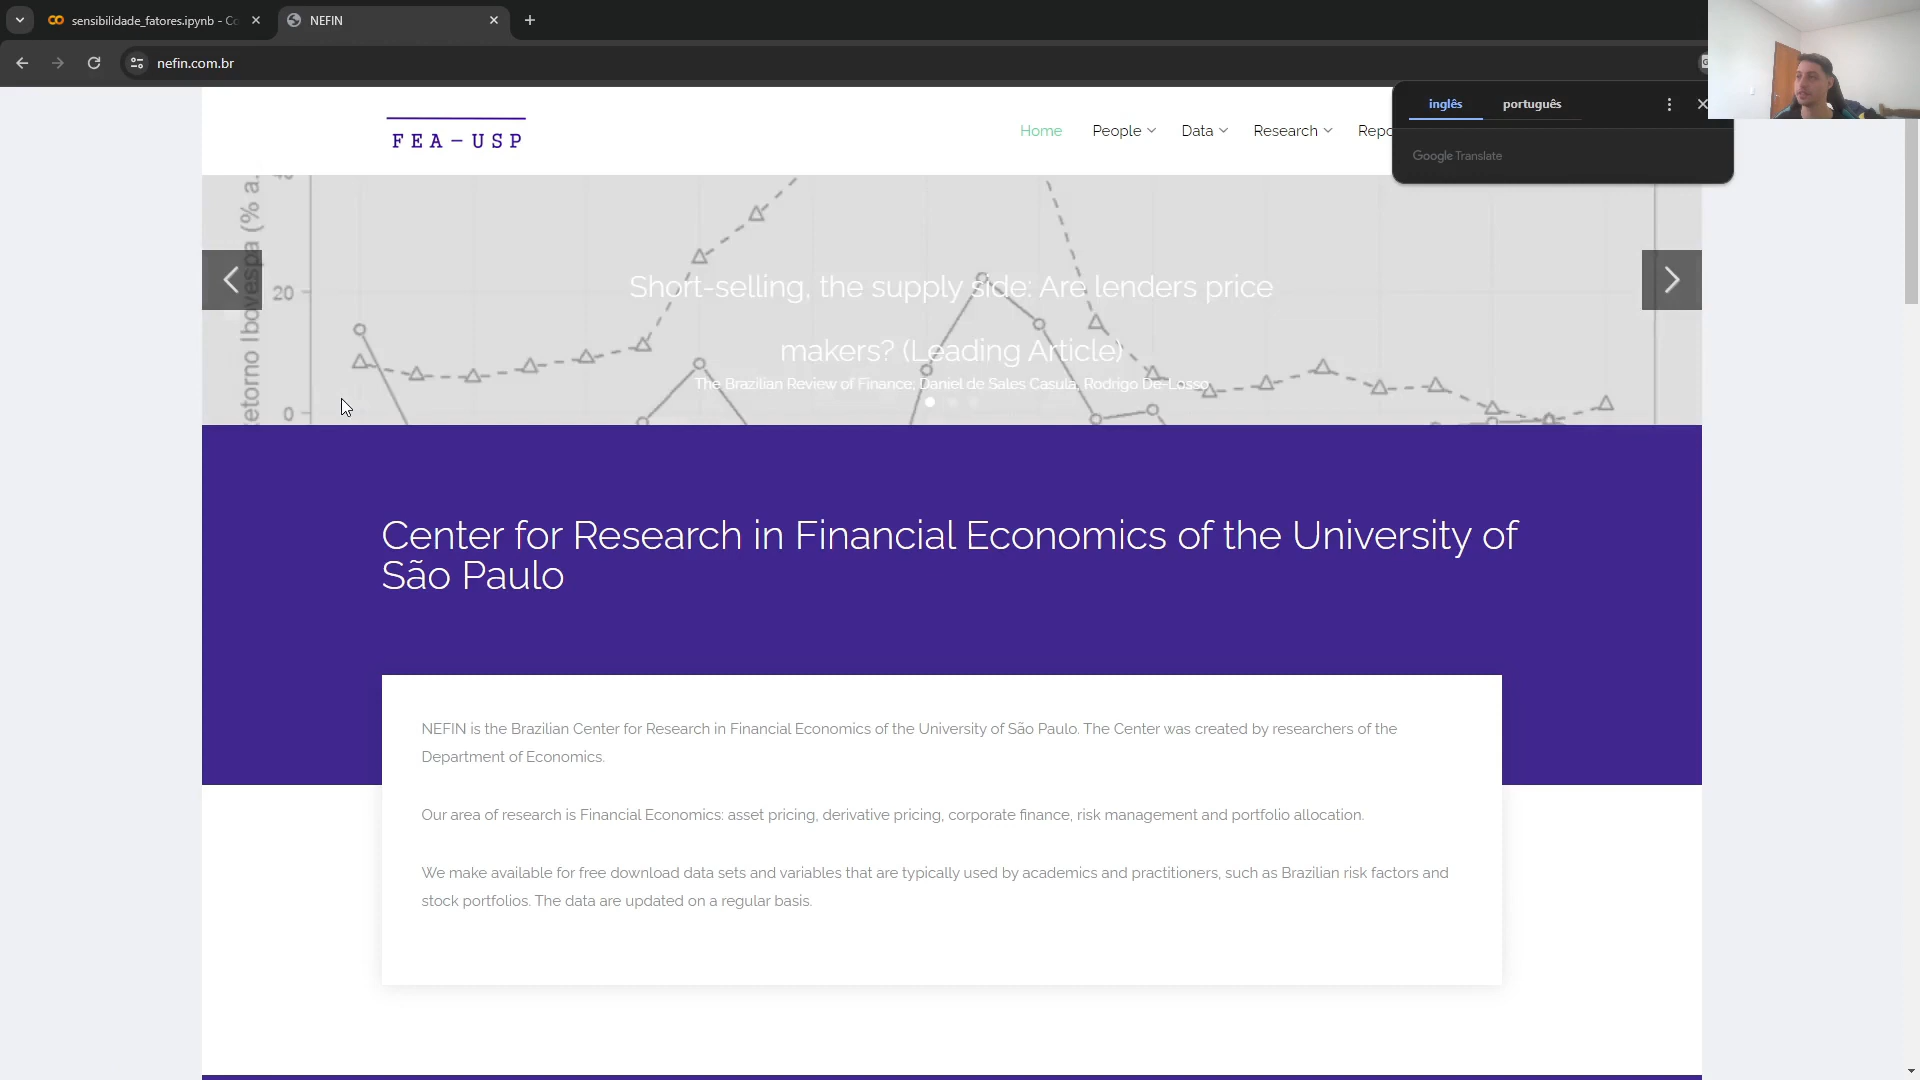 sensibilidade_fatores.ipynb - Co
NEFIN
nefin.com.br
inglês
português
Google Translate
FEA-USP
Home
People
Data
Research
Repo
etorno Ibovespa (% a.
20
0
Short-selling, the supply side: Are lenders price
makers? (Leading Article)
The Brazilian Review of Finance, Daniel de Sales Casula, Rodrigo De-Losso
Center for Research in Financial Economics of the University of
São Paulo
NEFIN is the Brazilian Center for Research in Financial Economics of the University of São Paulo. The Center was created by researchers of the
Department of Economics.
Our area of research is Financial Economics: asset pricing, derivative pricing, corporate finance, risk management and portfolio allocation.
We make available for free download data sets and variables that are typically used by academics and practitioners, such as Brazilian risk factors and
stock portfolios. The data are updated on a regular basis.